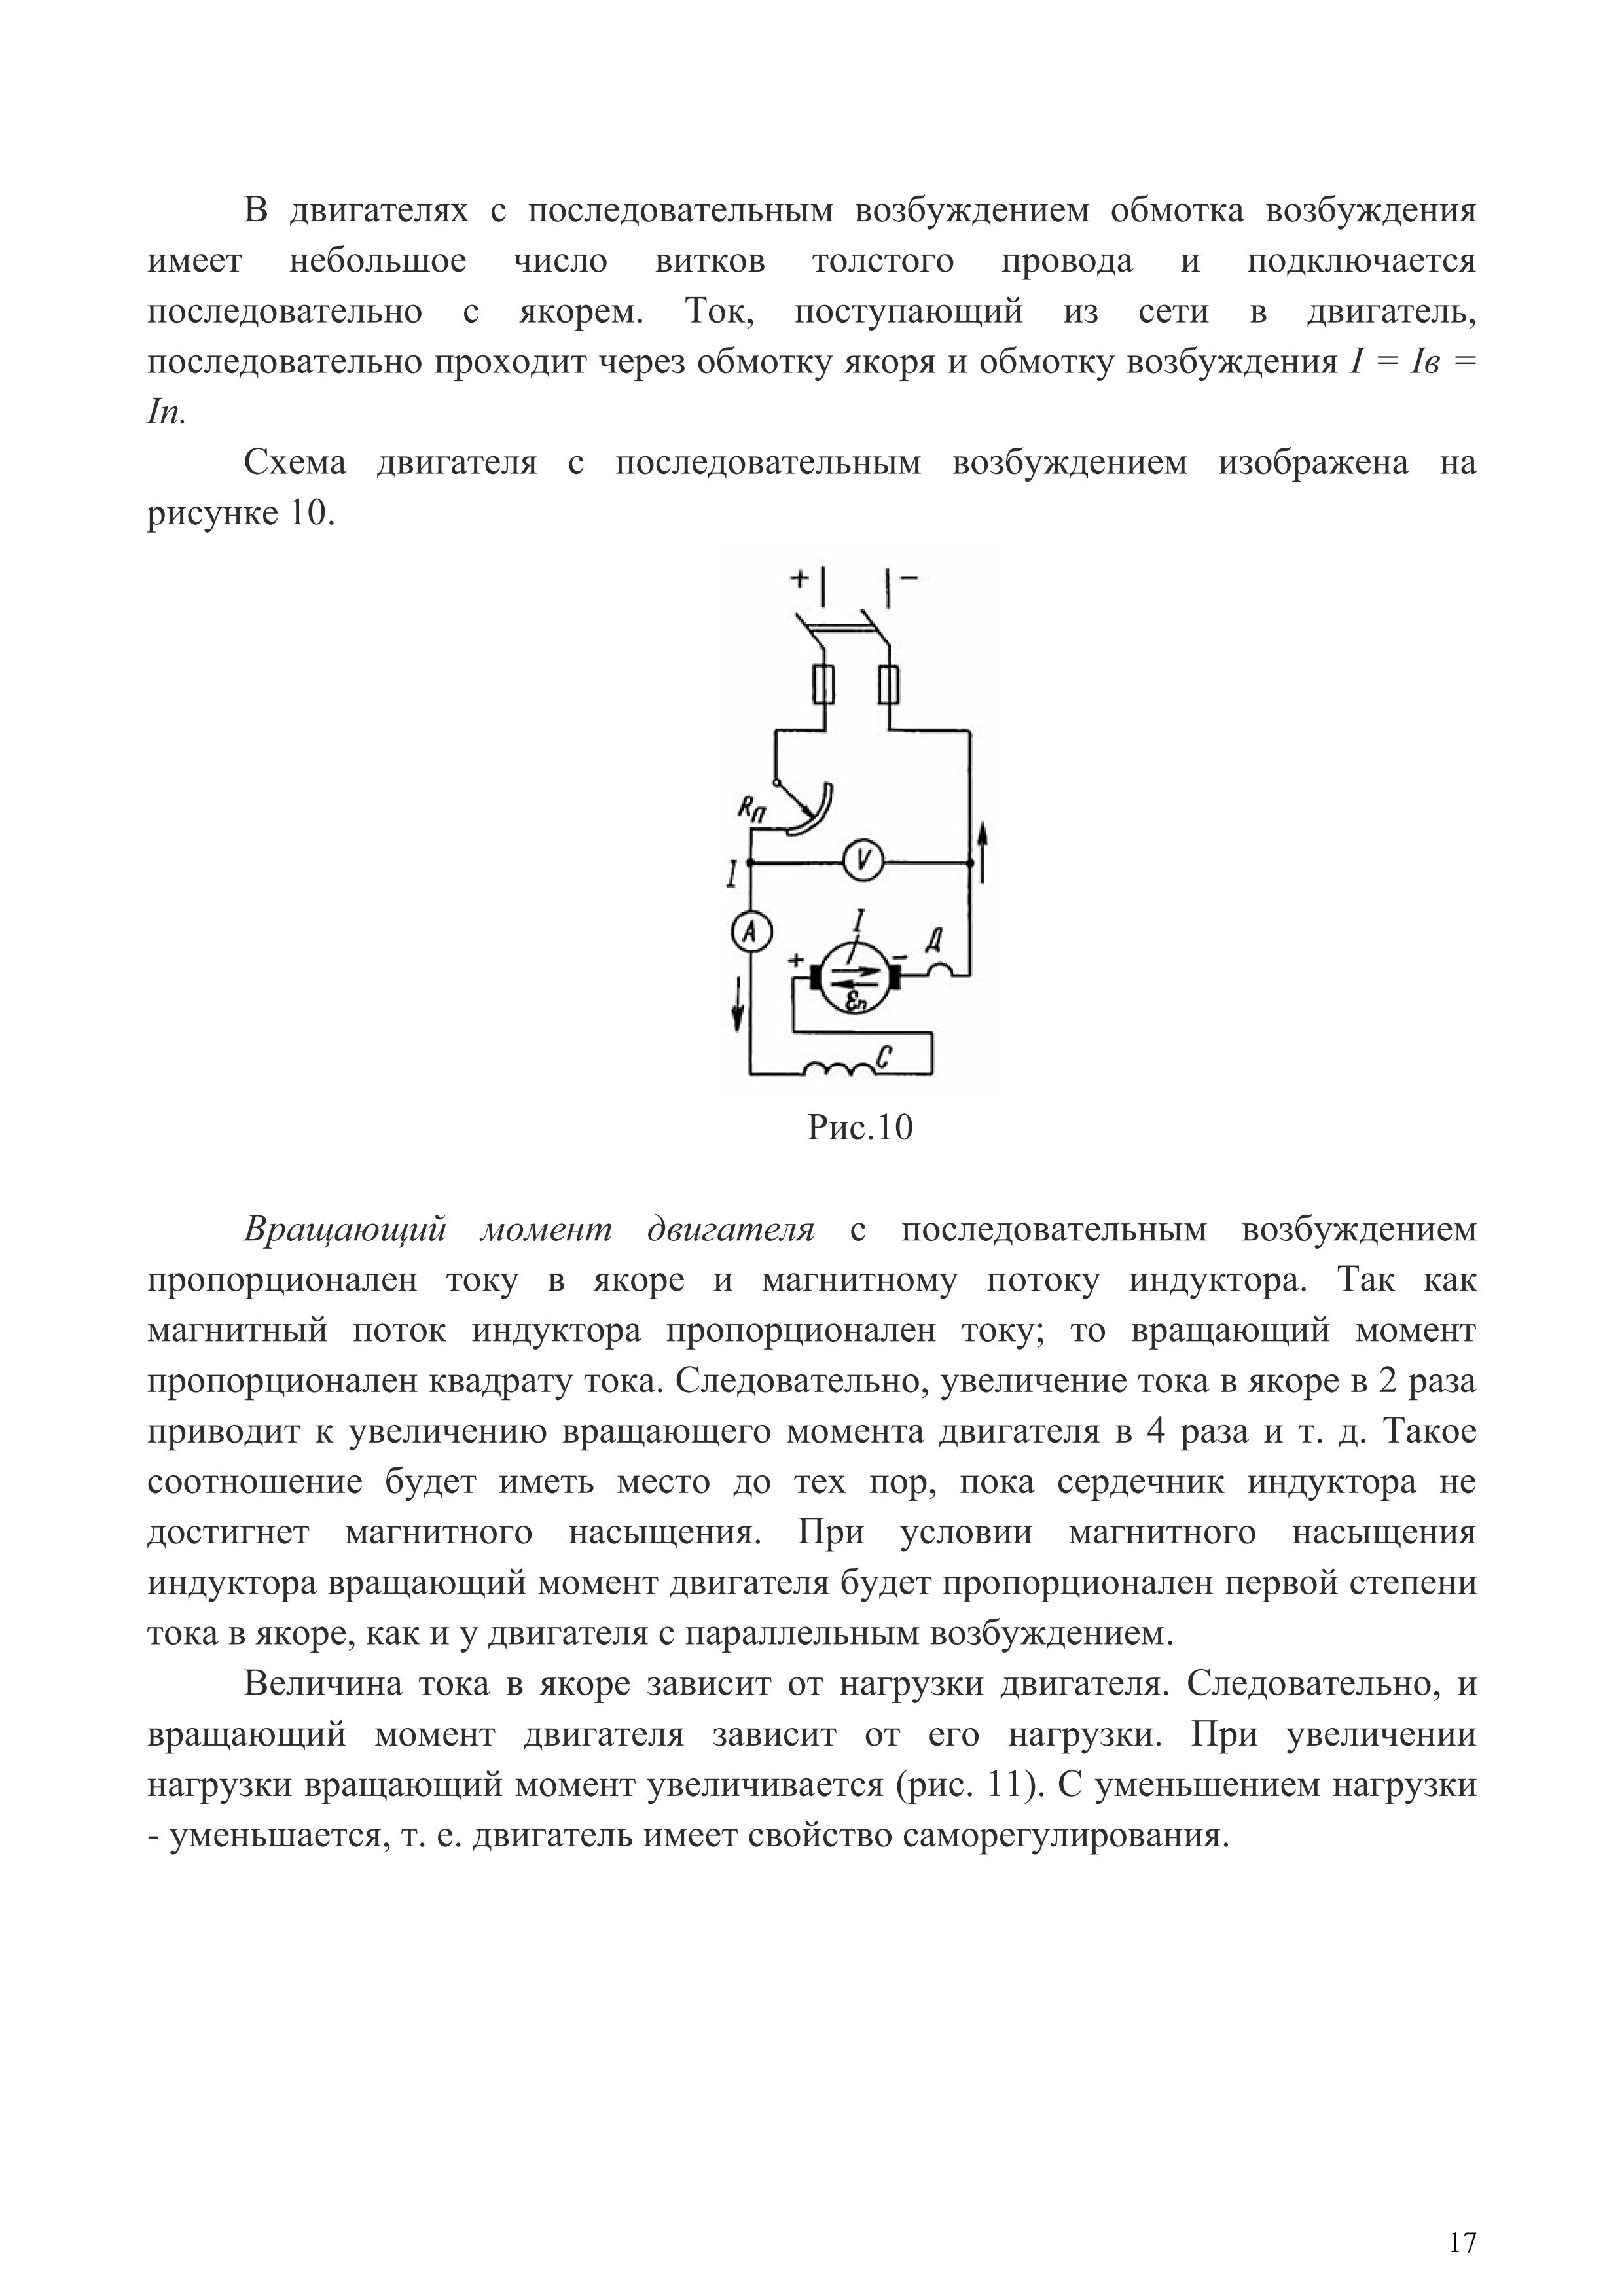 В двигателях с последовательным возбуждением обмотка возбуждения
имеет небольшое число витков толстого провода и подключается
последовательно с якорем. Ток, поступающий из сети в двигатель,
последовательно проходит через обмотку якоря и обмотку возбуждения I = Iв =
Iп.
Схема двигателя с последовательным возбуждением изображена на
рисунке 10.
+ −
Rп
V
I
A
I
Д
+ −
εп
C
Рис.10
Вращающий момент двигателя с последовательным возбуждением
пропорционален току в якоре и магнитному потоку индуктора. Так как
магнитный поток индуктора пропорционален току; то вращающий момент
пропорционален квадрату тока. Следовательно, увеличение тока в якоре в 2 раза
приводит к увеличению вращающего момента двигателя в 4 раза и т. д. Такое
соотношение будет иметь место до тех пор, пока сердечник индуктора не
достигнет магнитного насыщения. При условии магнитного насыщения
индуктора вращающий момент двигателя будет пропорционален первой степени
тока в якоре, как и у двигателя с параллельным возбуждением.
Величина тока в якоре зависит от нагрузки двигателя. Следовательно, и
вращающий момент двигателя зависит от его нагрузки. При увеличении
нагрузки вращающий момент увеличивается (рис. 11). С уменьшением нагрузки
- уменьшается, т. е. двигатель имеет свойство саморегулирования.
17